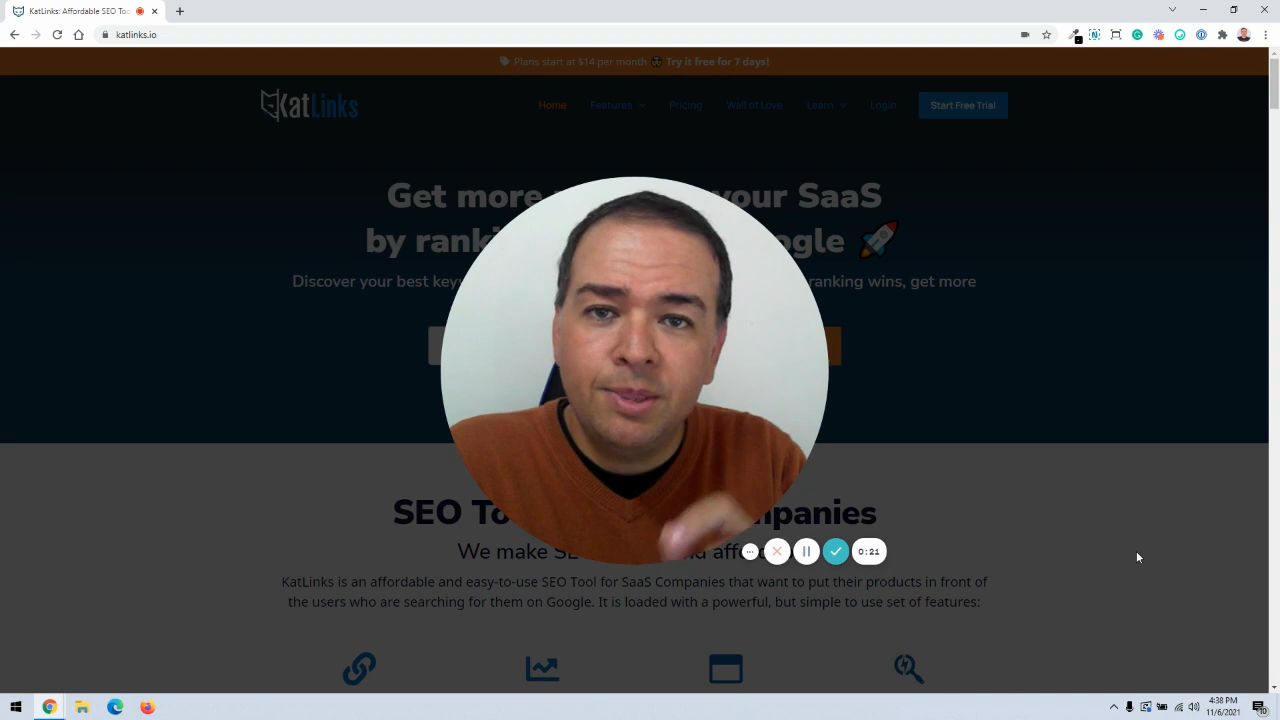 KatLinks: Affordable SEO Too
katlinks.io
Plans start at $14 per month 😎 Try it free for 7 days!
KatLinks
Home Features Pricing Wall of Love Learn Login Start Free Trial
Get more your SaaS
by ranki ogle 🚀
Discover your best keyw ranking wins, get more
SEO To mpanies
We make SE nd affo
KatLinks is an affordable and easy-to-use SEO Tool for SaaS Companies that want to put their products in front of
the users who are searching for them on Google. It is loaded with a powerful, but simple to use set of features:
0:21
4:38 PM
11/6/2021